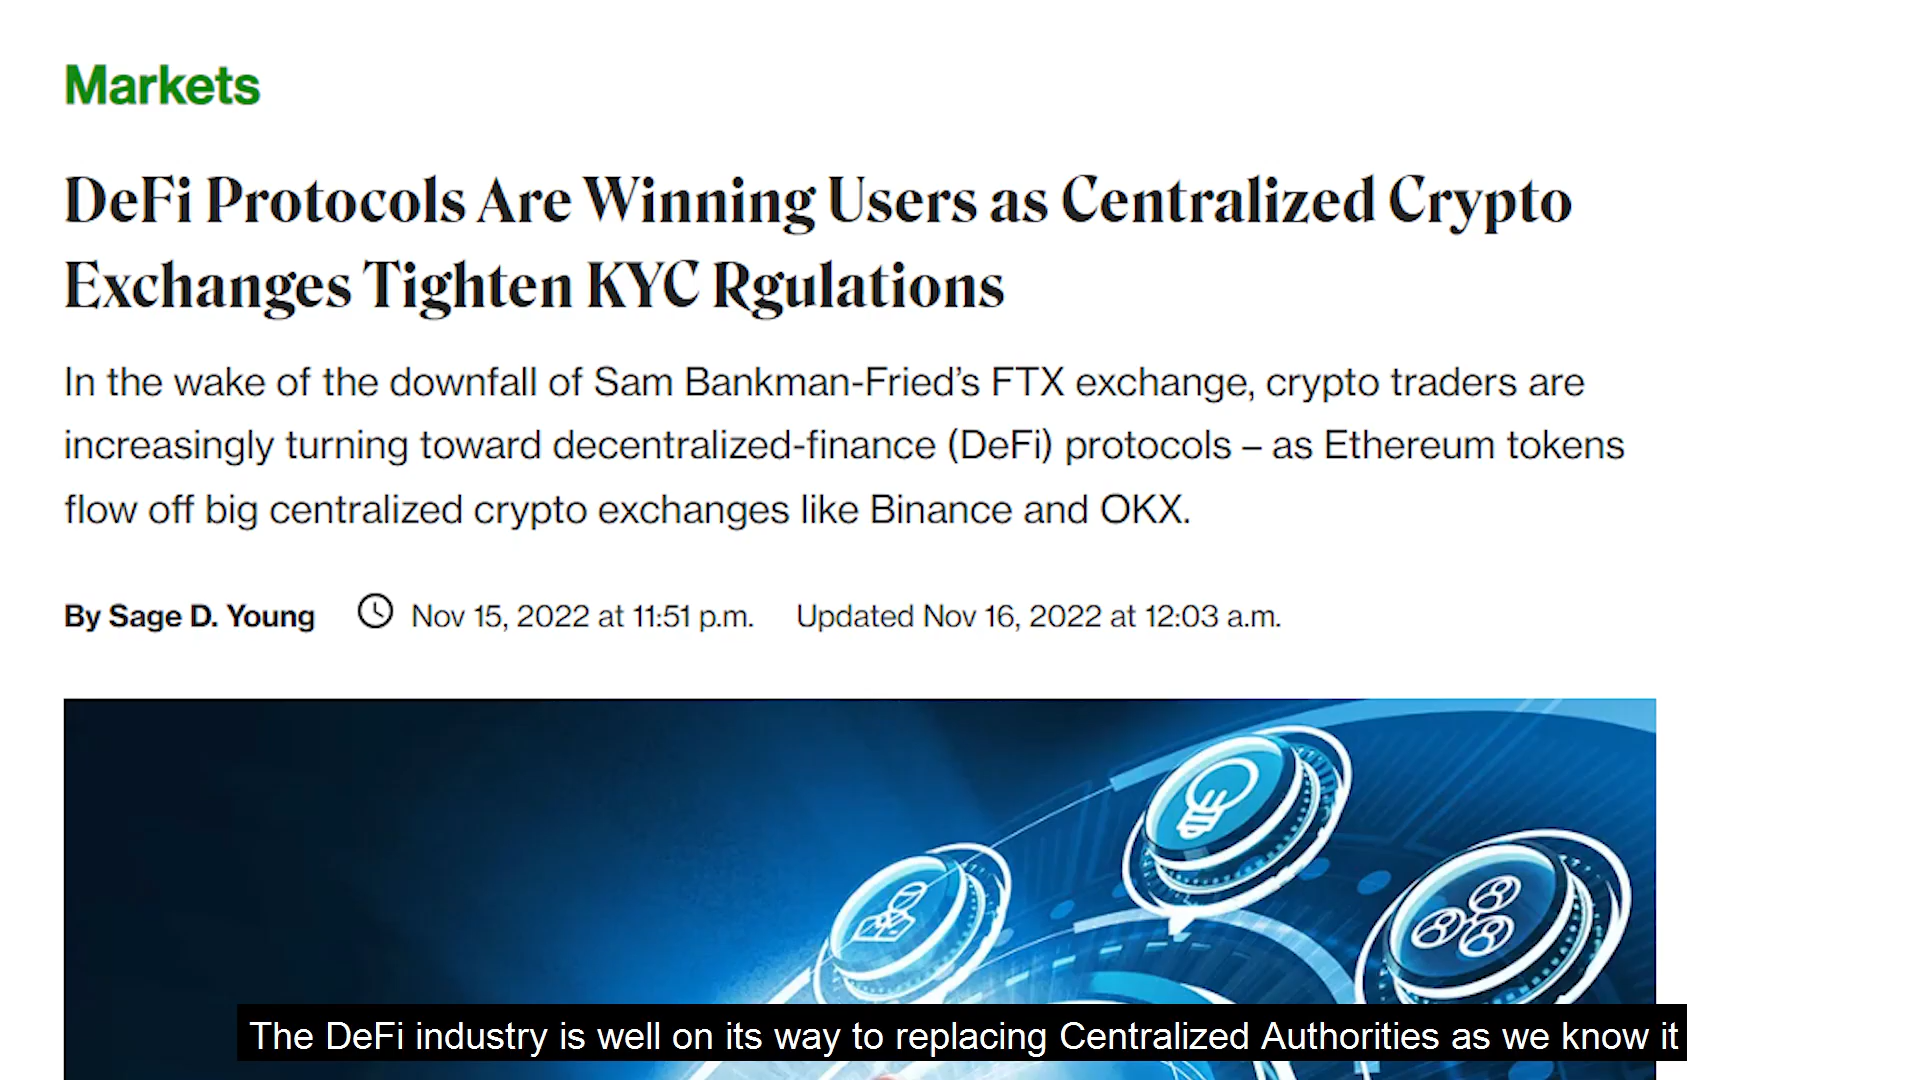 Markets
DeFi Protocols Are Winning Users as Centralized Crypto
Exchanges Tighten KYC Rgulations
In the wake of the downfall of Sam Bankman-Fried’s FTX exchange, crypto traders are
increasingly turning toward decentralized-finance (DeFi) protocols – as Ethereum tokens
flow off big centralized crypto exchanges like Binance and OKX.
By Sage D. Young Nov 15, 2022 at 11:51 p.m. Updated Nov 16, 2022 at 12:03 a.m.
The DeFi industry is well on its way to replacing Centralized Authorities as we know it